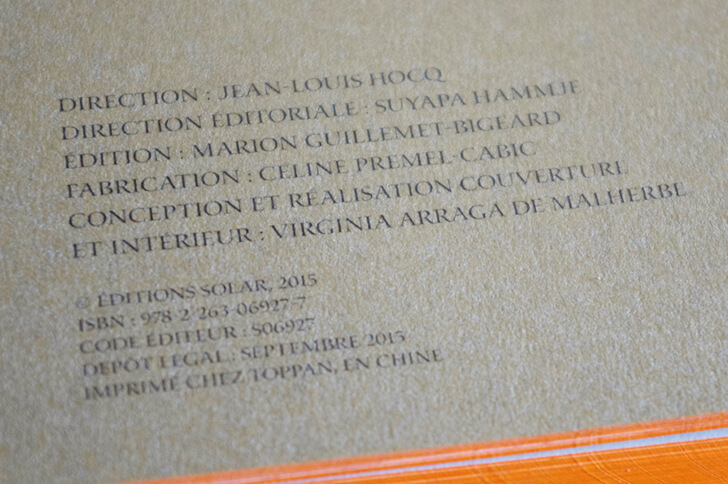 DIRECTION : JEAN-LOUIS HOCQ
DIRECTION ÉDITORIALE : SUYAPA HAMMJE
ÉDITION : MARION GUILLEMET-BIGEARD
FABRICATION : CÉLINE PREMEL-CABIC
CONCEPTION ET RÉALISATION COUVERTURE
ET INTÉRIEUR : VIRGINIA ARRAGA DE MALHERBE
© ÉDITIONS SOLAR, 2015
ISBN : 978-2-263-06927-7
CODE ÉDITEUR : S06927
DÉPÔT LÉGAL : SEPTEMBRE 2015
IMPRIMÉ CHEZ TOPPAN, EN CHINE